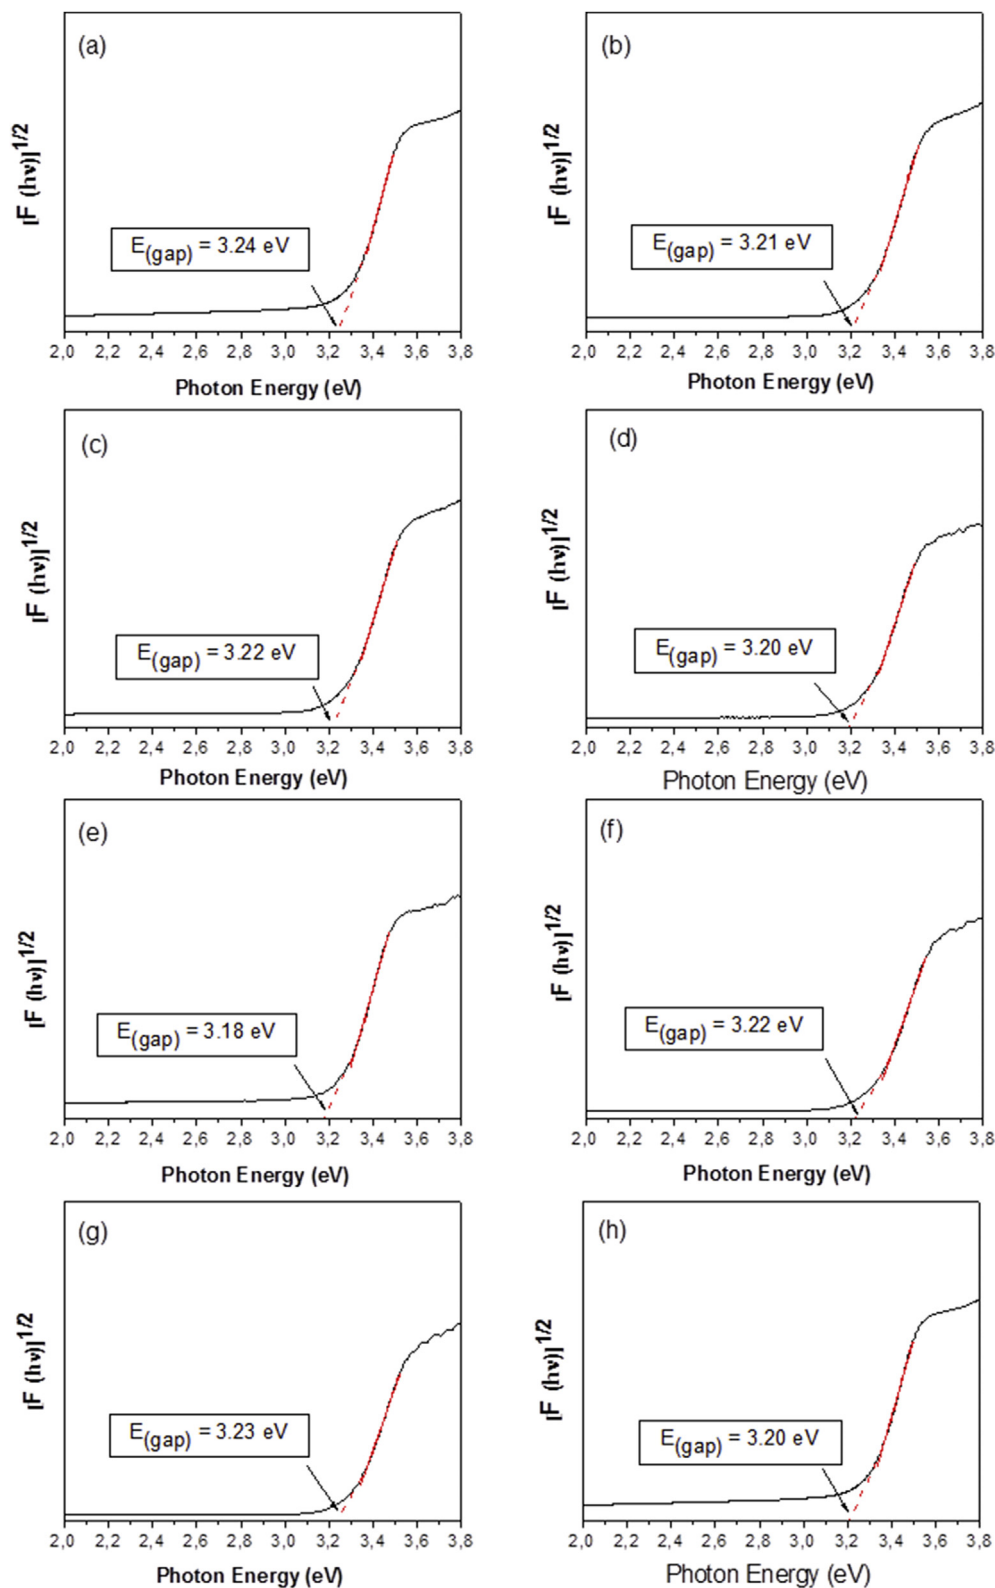 (a)
[F (hν)]1/2
E(gap) = 3.24 eV
2,0 2,2 2,4 2,6 2,8 3,0 3,2 3,4 3,6 3,8
Photon Energy (eV)
(b)
[F (hν)]1/2
E(gap) = 3.21 eV
2,0 2,2 2,4 2,6 2,8 3,0 3,2 3,4 3,6 3,8
Photon Energy (eV)
(c)
[F (hν)]1/2
E(gap) = 3.22 eV
2,0 2,2 2,4 2,6 2,8 3,0 3,2 3,4 3,6 3,8
Photon Energy (eV)
(d)
[F (hν)]1/2
E(gap) = 3.20 eV
2,0 2,2 2,4 2,6 2,8 3,0 3,2 3,4 3,6 3,8
Photon Energy (eV)
(e)
[F (hν)]1/2
E(gap) = 3.18 eV
2,0 2,2 2,4 2,6 2,8 3,0 3,2 3,4 3,6 3,8
Photon Energy (eV)
(f)
[F (hν)]1/2
E(gap) = 3.22 eV
2,0 2,2 2,4 2,6 2,8 3,0 3,2 3,4 3,6 3,8
Photon Energy (eV)
(g)
[F (hν)]1/2
E(gap) = 3.23 eV
2,0 2,2 2,4 2,6 2,8 3,0 3,2 3,4 3,6 3,8
Photon Energy (eV)
(h)
[F (hν)]1/2
E(gap) = 3.20 eV
2,0 2,2 2,4 2,6 2,8 3,0 3,2 3,4 3,6 3,8
Photon Energy (eV)